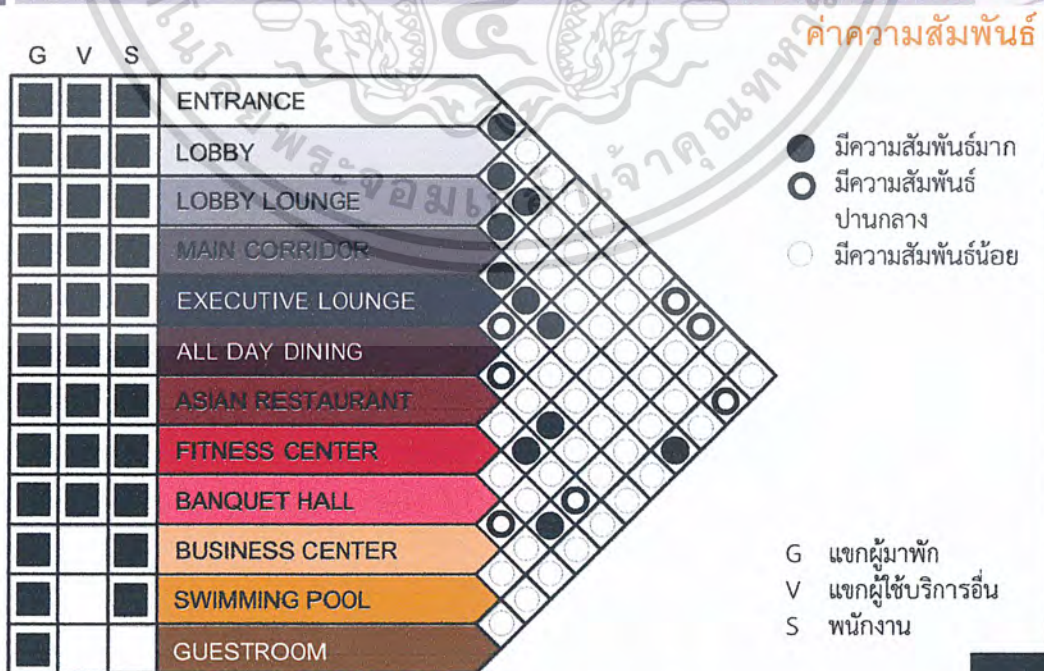 ค่าความสัมพันธ์
G V S
ENTRANCE
LOBBY
LOBBY LOUNGE
MAIN CORRIDOR
EXECUTIVE LOUNGE
ALL DAY DINING
ASIAN RESTAURANT
FITNESS CENTER
BANQUET HALL
BUSINESS CENTER
SWIMMING POOL
GUESTROOM
มีความสัมพันธ์มาก
มีความสัมพันธ์
ปานกลาง
มีความสัมพันธ์น้อย
G แขกผู้มาพัก
V แขกผู้ใช้บริการอื่น
S พนักงาน